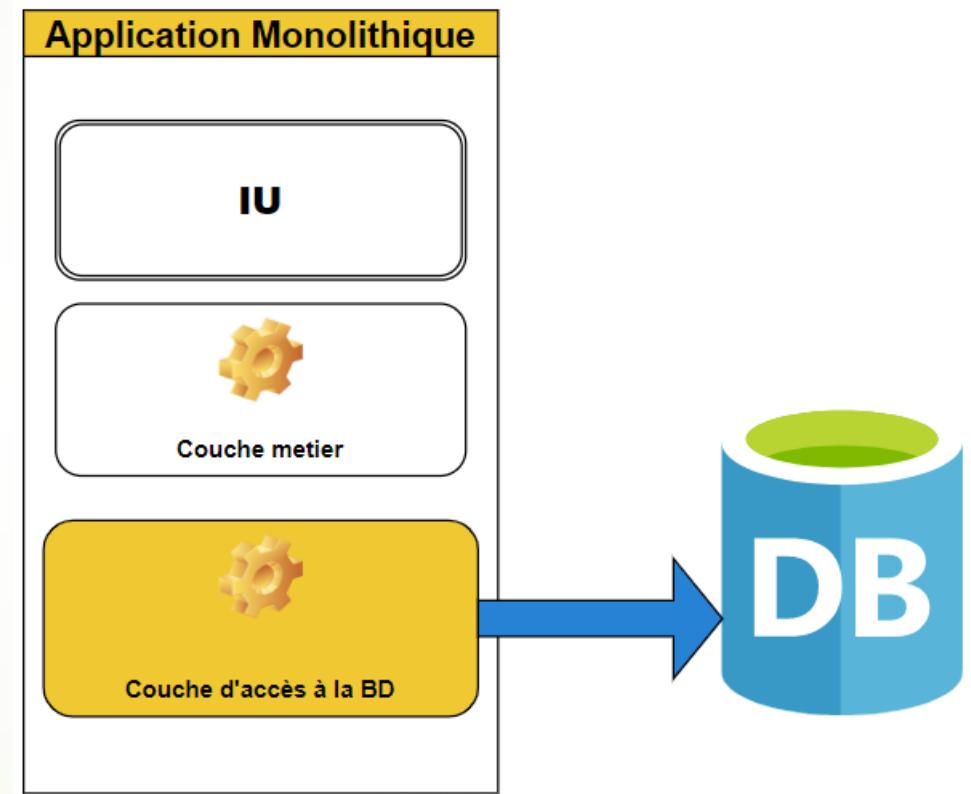 Application Monolithique
IU
Couche metier
Couche d'accès à la BD
DB